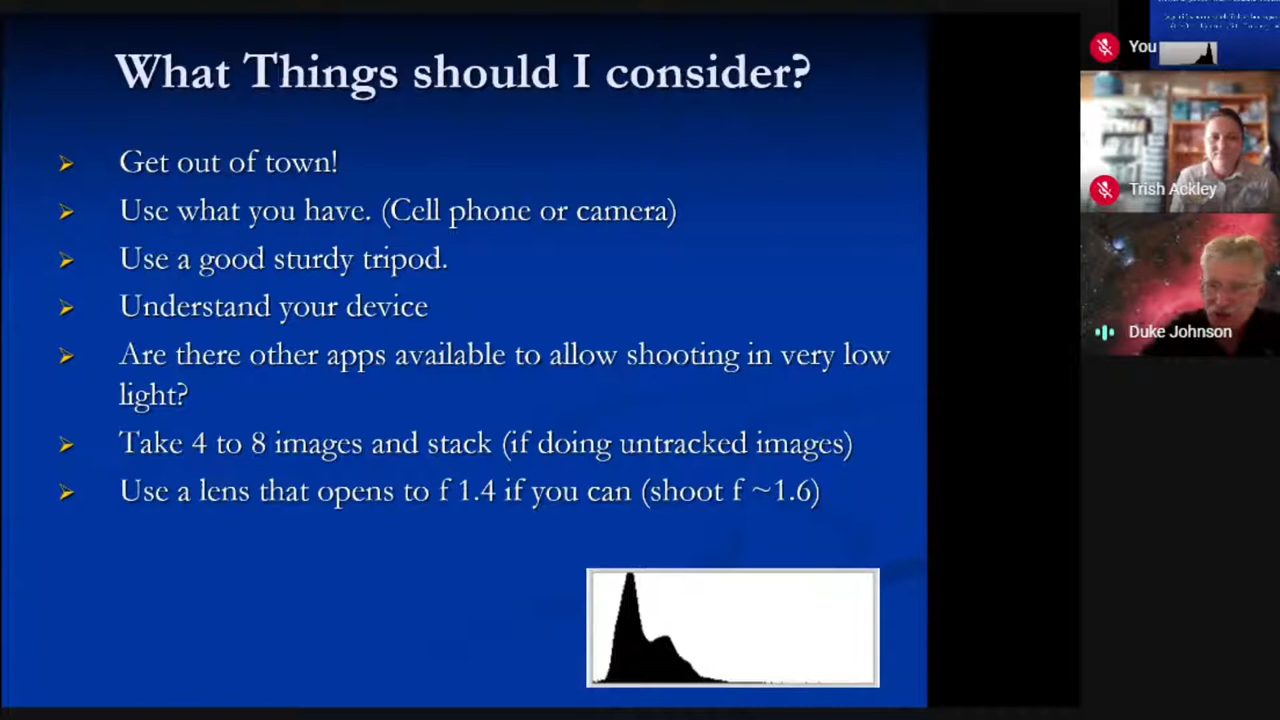 What Things should I consider?
Get out of town!
Use what you have. (Cell phone or camera)
Use a good sturdy tripod.
Understand your device
Are there other apps available to allow shooting in very low
light?
Take 4 to 8 images and stack (if doing untracked images)
Use a lens that opens to f 1.4 if you can (shoot f ~1.6)
You
Trish Ackley
Duke Johnson